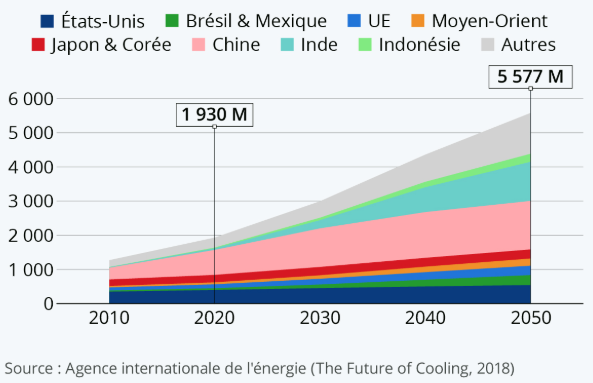 États-Unis Brésil & Mexique UE Moyen-Orient
Japon & Corée Chine Inde Indonésie Autres
5 577 M
1 930 M
6 000
5 000
4 000
3 000
2 000
1 000
0
2010 2020 2030 2040 2050
Source : Agence internationale de l'énergie (The Future of Cooling, 2018)